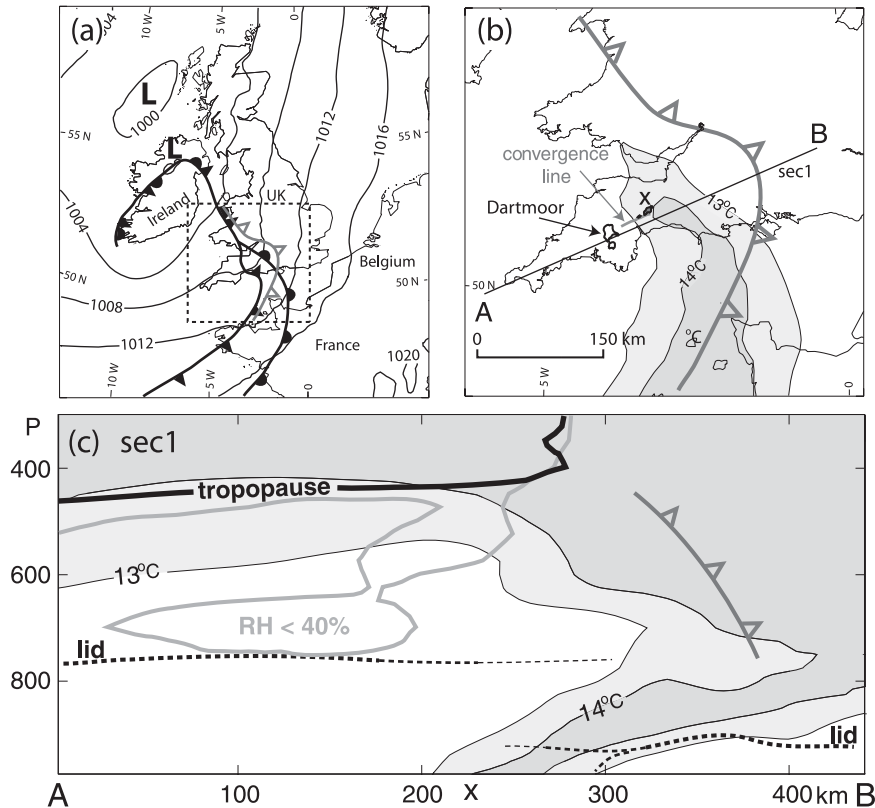 (a)
1004
10 W
5 W
0
L
1000
55 N
55 N
L
1012
1016
Ireland
UK
1004
50 N
Belgium
50 N
1008
1012
France
1020
10 W
5 W
0
(b)
B
convergence
line
sec1
x
13°C
Dartmoor
50 N
14°C
A
0
150 km
5 W
0
P
(c) sec1
400
tropopause
600
13°C
RH < 40%
lid
800
14°C
lid
A
100
200
x
300
400 km
B